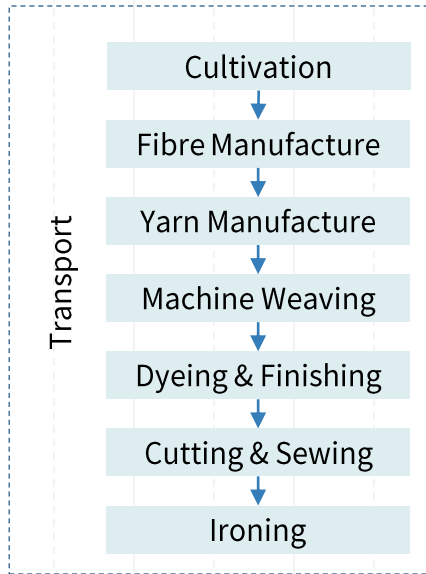 Cultivation
Fibre Manufacture
Yarn Manufacture
Transport
Machine Weaving
Dyeing & Finishing
Cutting & Sewing
Ironing